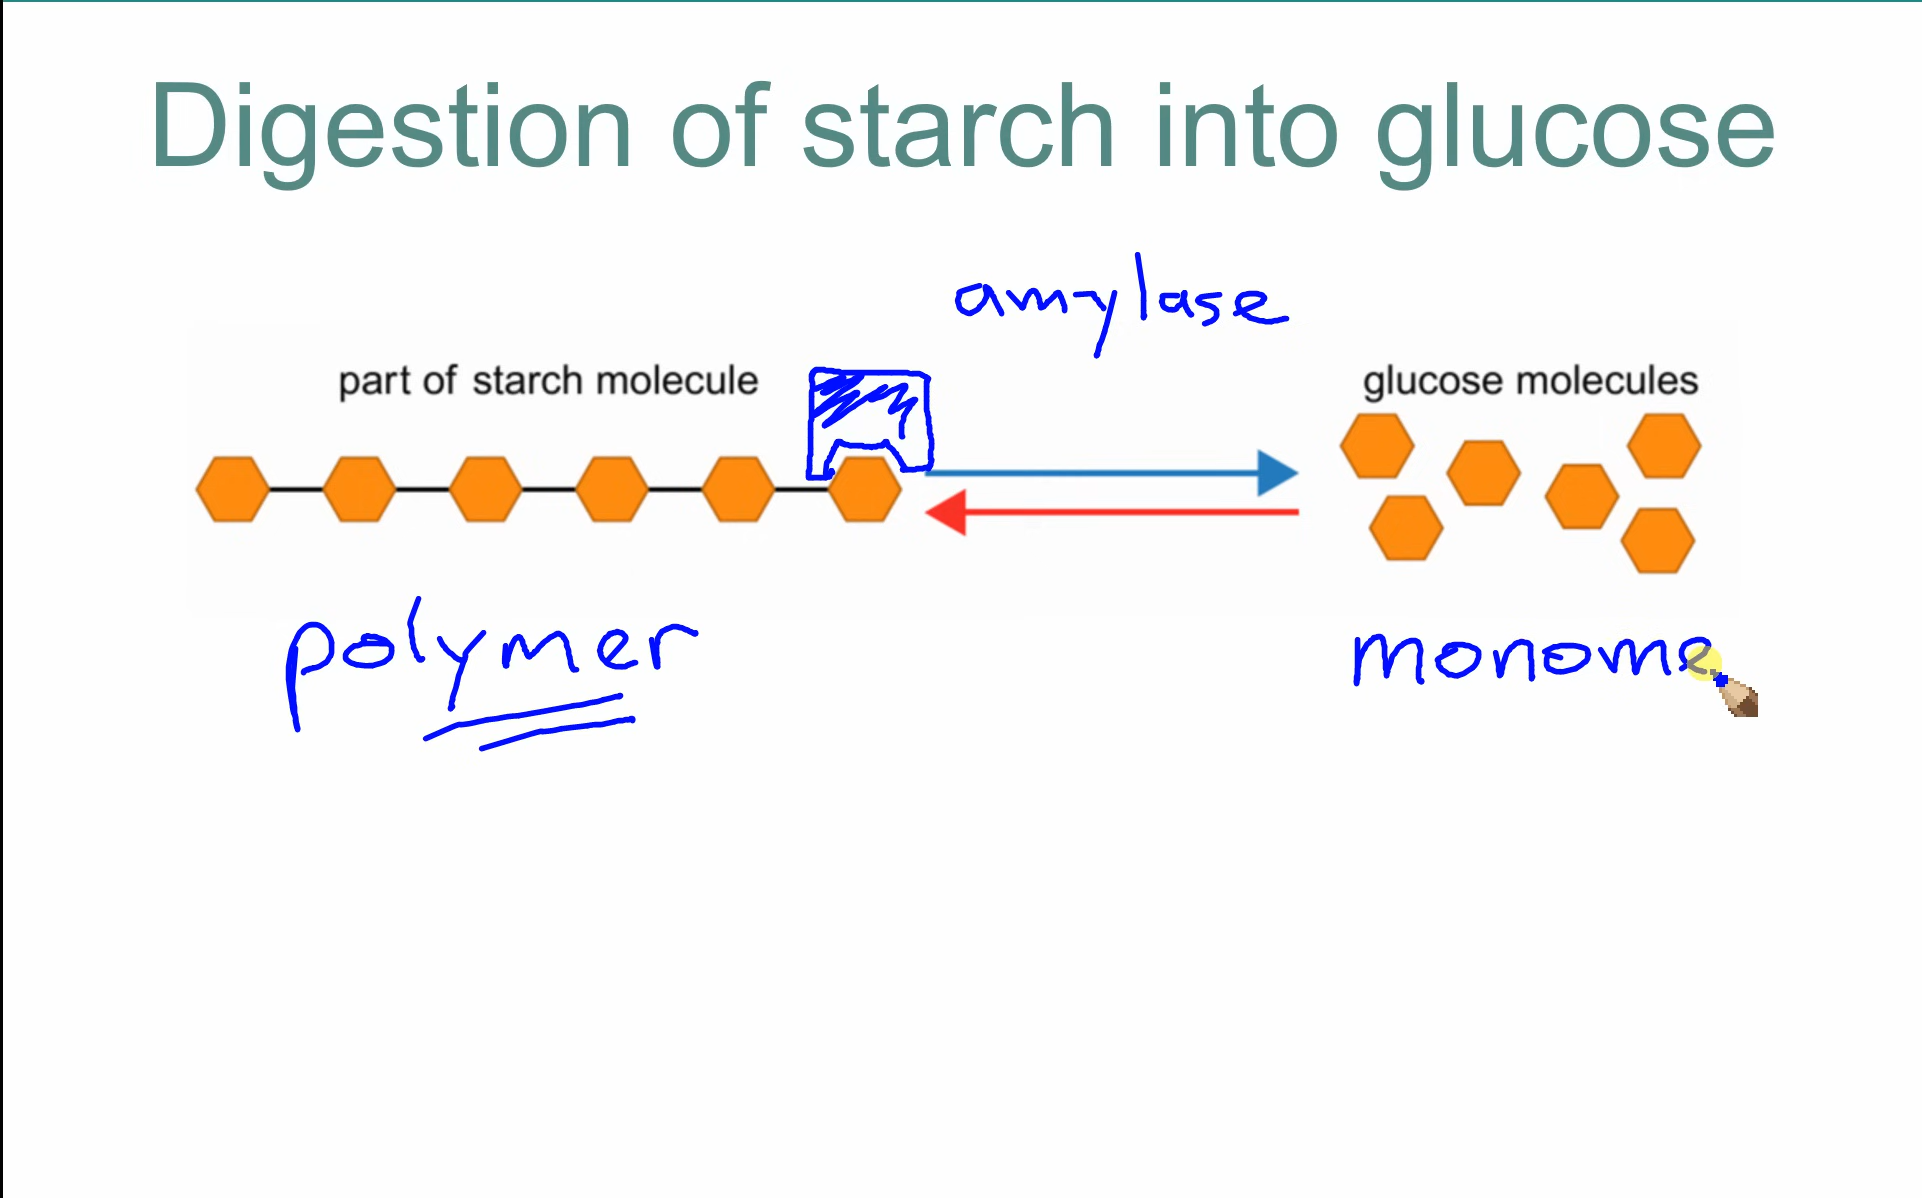 Digestion of starch into glucose
amylase
part of starch molecule
glucose molecules
polymer
monome